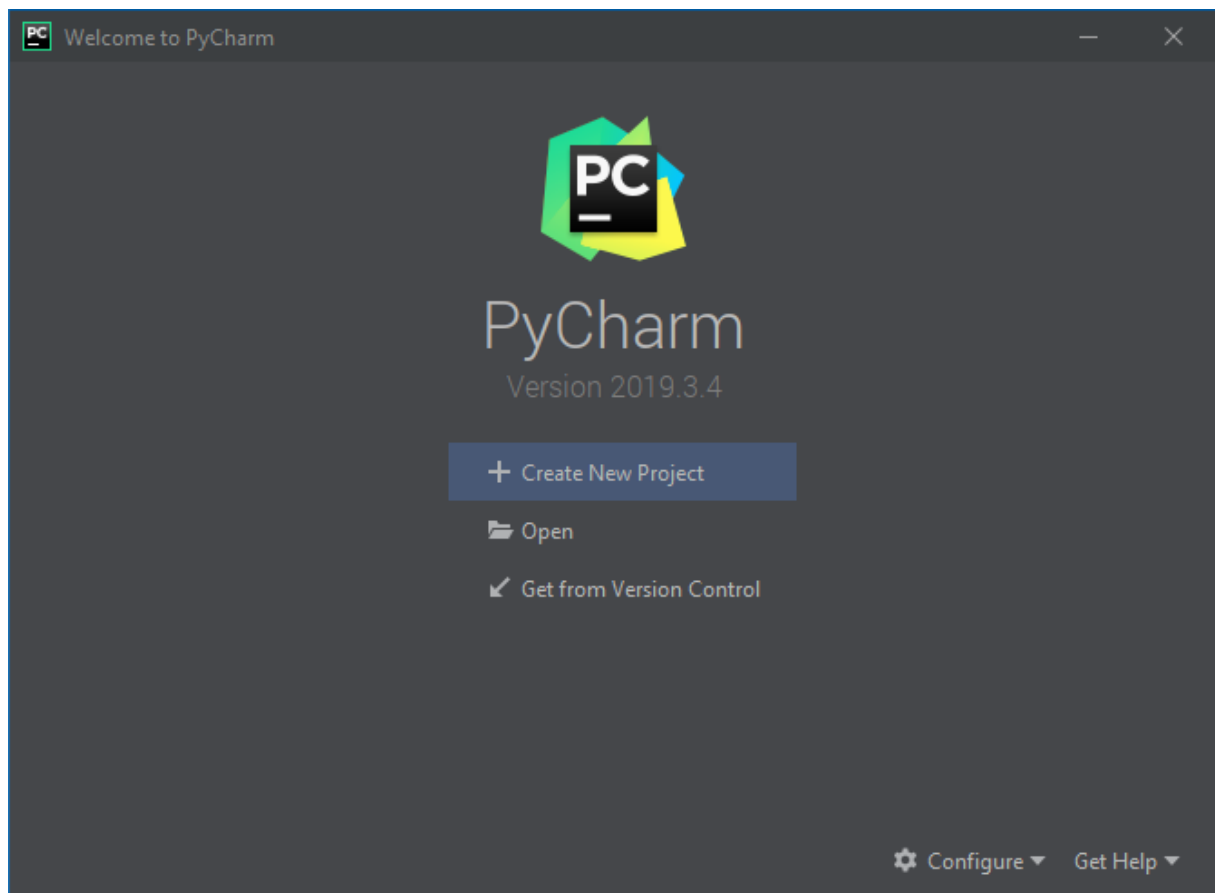 PC
Welcome to PyCharm
PC
PyCharm
Version 2019.3.4
Create New Project
Open
Get from Version Control
Configure
Get Help